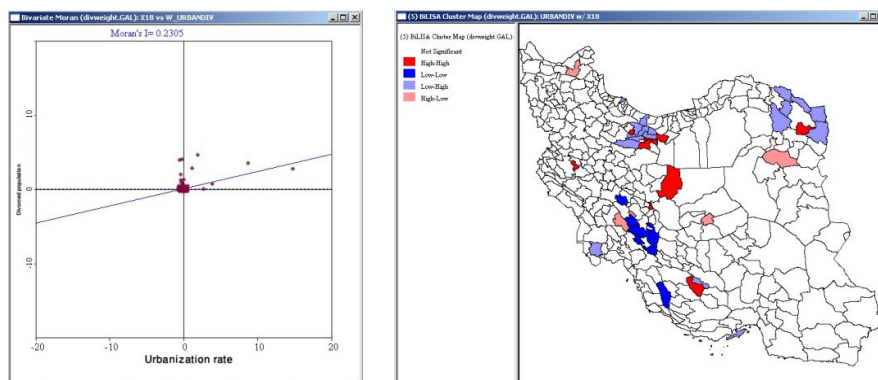 Bivariate Moran (divweight.GAL): X18 vs W_URBANDIV
Moran's I= 0.2305
Divorced population
10
0
-10
-20
-10
0
10
20
Urbanization rate
(5) BiLISA Cluster Map (divweight.GAL): URBANDIV w/ X18
(5) BiLISA Cluster Map (divweight.GAL):
Not Significant
High-High
Low-Low
Low-High
High-Low